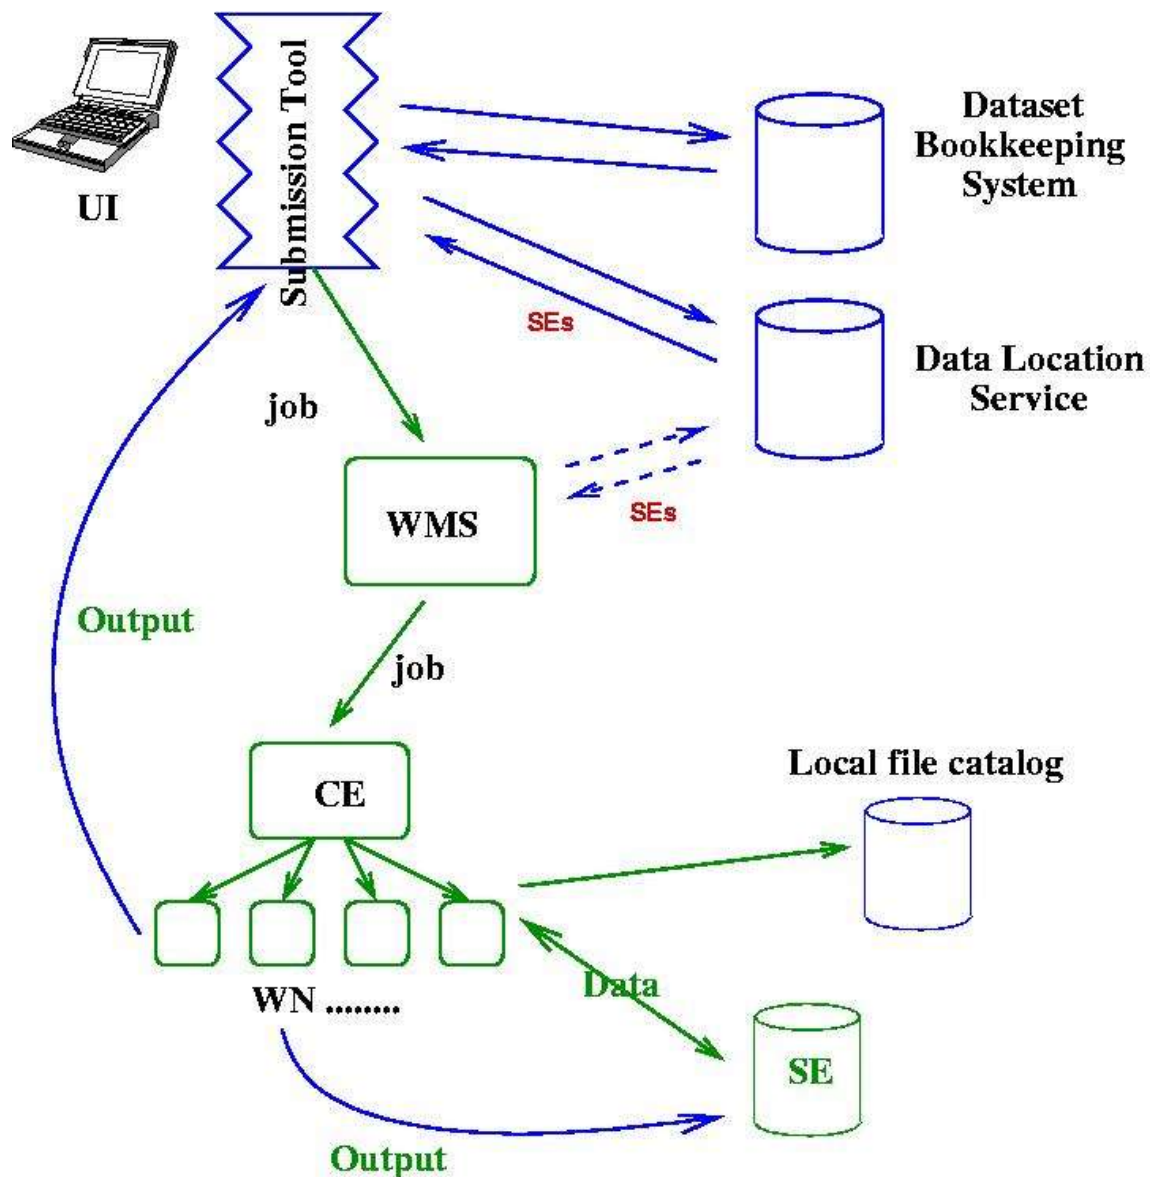 Submission Tool
UI
Dataset
Bookkeeping
System
SEs
Data Location
Service
job
WMS
SEs
Output
job
CE
Local file catalog
WN ........
Data
SE
Output